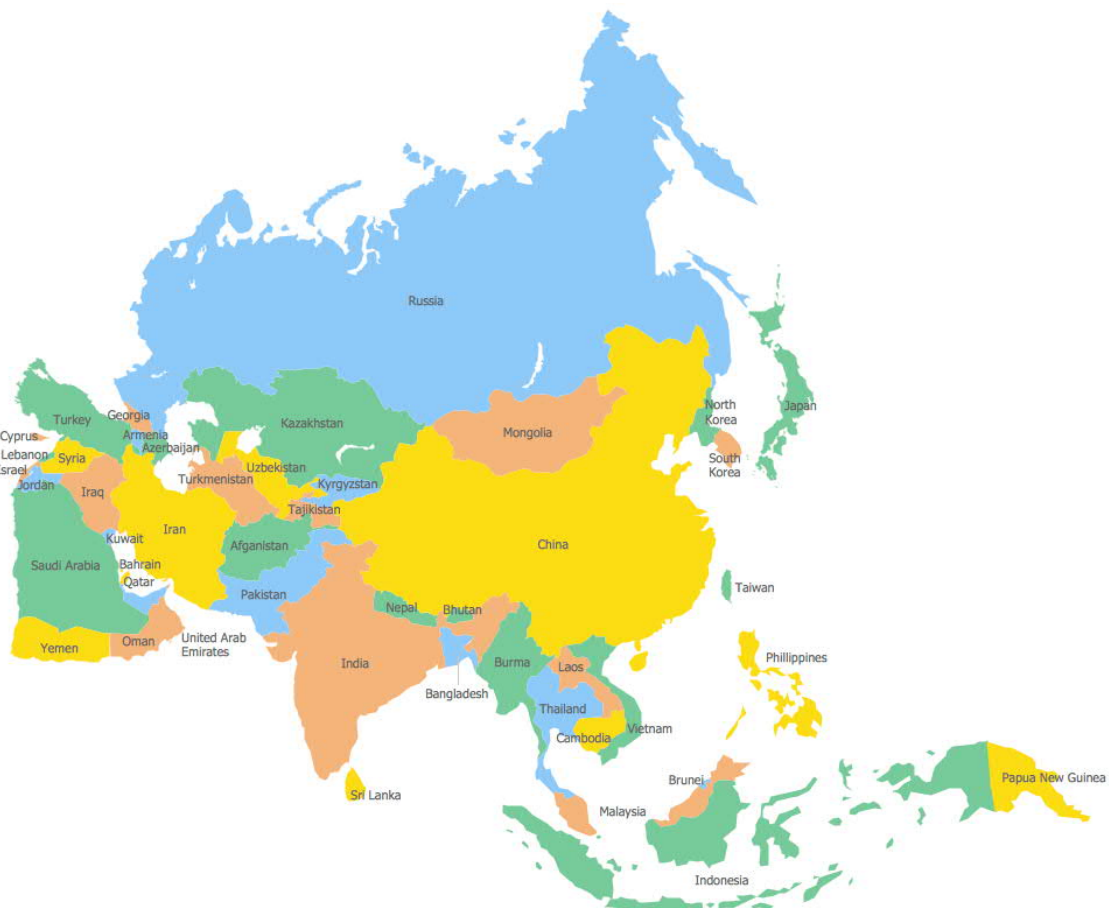 Russia
Georgia
North
Korea
Japan
Turkey
Kazakhstan
Mongolia
Armenia
Cyprus
Azerbaijan
Lebanon
Syria
South
Korea
Israel
Uzbekistan
Turkmenistan
Kyrgyzstan
Jordan
Iraq
Tajikistan
Iran
Kuwait
Afganistan
China
Saudi Arabia
Bahrain
Qatar
Pakistan
Taiwan
Nepal
Bhutan
Oman
United Arab
Emirates
Yemen
Phillippines
India
Burma
Laos
Bangladesh
Thailand
Vietnam
Cambodia
Brunei
Papua New Guinea
Sri Lanka
Malaysia
Indonesia